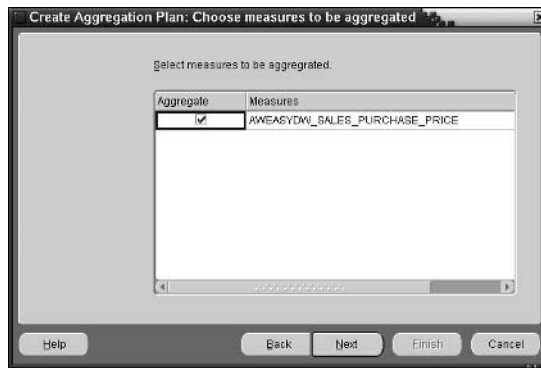 Create Aggregation Plan: Choose measures to be aggregated
Select measures to be aggregrated.
Aggregate Measures
AWEASYDW_SALES_PURCHASE_PRICE
Help Back Next Finish Cancel